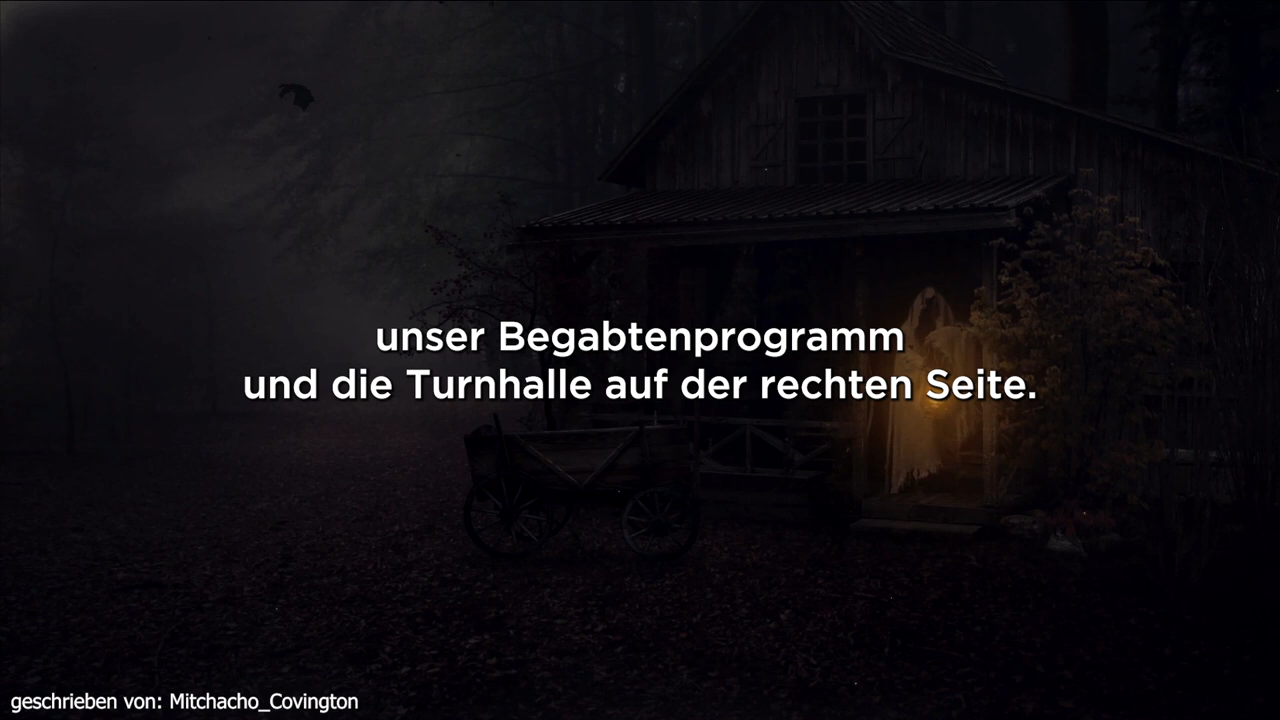 unser Begabtenprogramm
und die Turnhalle auf der rechten Seite.
geschrieben von: Mitchacho_Covington